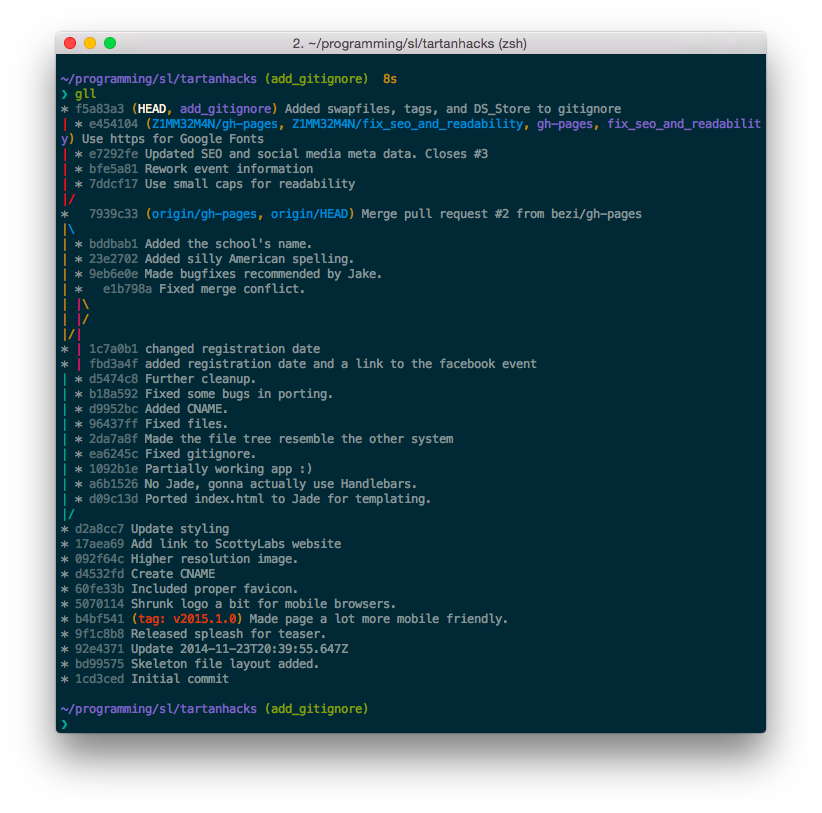 2. ~/programming/sl/tartanhacks (zsh)
~/programming/sl/tartanhacks (add_gitignore)  8s
❯ gll
* f5a83a3 (HEAD, add_gitignore) Added swapfiles, tags, and DS_Store to gitignore
| * e454104 (Z1MM32M4N/gh-pages, Z1MM32M4N/fix_seo_and_readability, gh-pages, fix_seo_and_readabilit
y) Use https for Google Fonts
| * e7292fe Updated SEO and social media meta data. Closes #3
| * bfe5a81 Rework event information
| * 7ddcf17 Use small caps for readability
|/
*   7939c33 (origin/gh-pages, origin/HEAD) Merge pull request #2 from bezi/gh-pages
|\
| * bddbab1 Added the school's name.
| * 23e2702 Added silly American spelling.
| * 9eb6e0e Made bugfixes recommended by Jake.
| *   e1b798a Fixed merge conflict.
| |\
| |/
|/|
* | 1c7a0b1 changed registration date
* | fbd3a4f added registration date and a link to the facebook event
| * d5474c8 Further cleanup.
| * b18a592 Fixed some bugs in porting.
| * d9952bc Added CNAME.
| * 96437ff Fixed files.
| * 2da7a8f Made the file tree resemble the other system
| * ea6245c Fixed gitignore.
| * 1092b1e Partially working app :)
| * a6b1526 No Jade, gonna actually use Handlebars.
| * d09c13d Ported index.html to Jade for templating.
|/
* d2a8cc7 Update styling
* 17aea69 Add link to ScottyLabs website
* 092f64c Higher resolution image.
* d4532fd Create CNAME
* 60fe33b Included proper favicon.
* 5070114 Shrunk logo a bit for mobile browsers.
* b4bf541 (tag: v2015.1.0) Made page a lot more mobile friendly.
* 9f1c8b8 Released spleash for teaser.
* 92e4371 Update 2014-11-23T20:39:55.647Z
* bd99575 Skeleton file layout added.
* 1cd3ced Initial commit
~/programming/sl/tartanhacks (add_gitignore)
❯